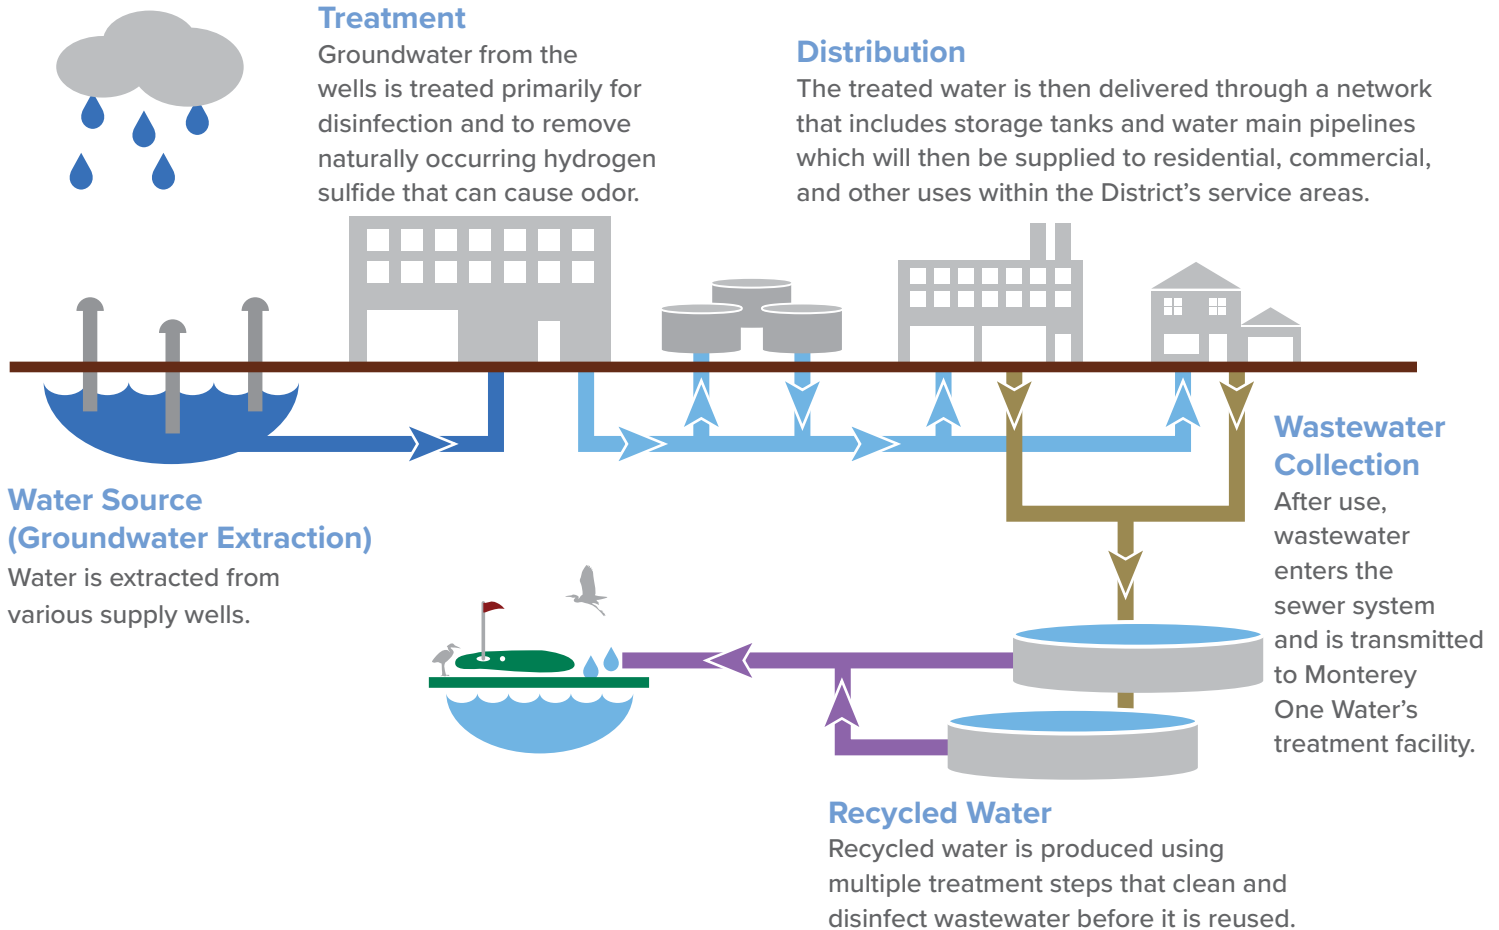 Treatment
Groundwater from the
wells is treated primarily for
disinfection and to remove
naturally occurring hydrogen
sulfide that can cause odor.
Distribution
The treated water is then delivered through a network
that includes storage tanks and water main pipelines
which will then be supplied to residential, commercial,
and other uses within the District’s service areas.
Water Source
(Groundwater Extraction)
Water is extracted from
various supply wells.
Wastewater
Collection
After use,
wastewater
enters the
sewer system
and is transmitted
to Monterey
One Water’s
treatment facility.
Recycled Water
Recycled water is produced using
multiple treatment steps that clean and
disinfect wastewater before it is reused.